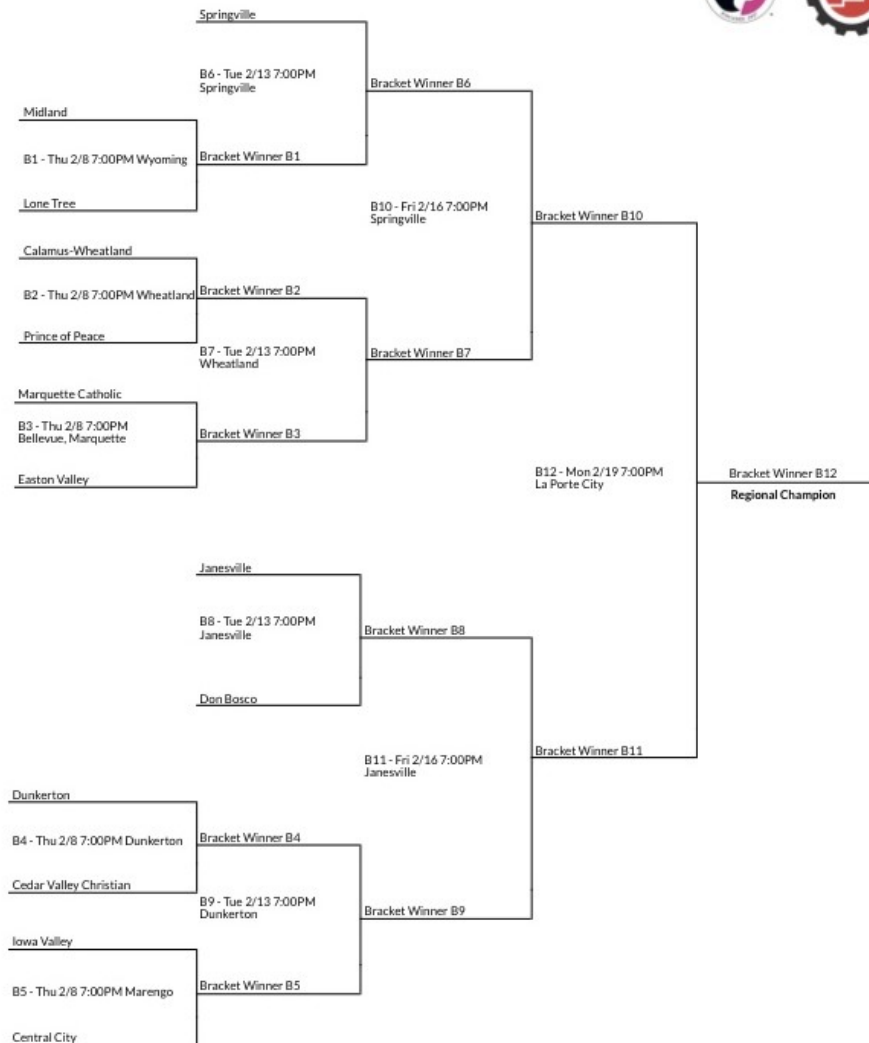 Springville
B6 - Tue 2/13 7:00PM
Springville
Bracket Winner B6
Midland
B1 - Thu 2/8 7:00PM Wyoming
Bracket Winner B1
Lone Tree
B10 - Fri 2/16 7:00PM
Springville
Bracket Winner B10
Calamus-Wheatland
B2 - Thu 2/8 7:00PM Wheatland
Bracket Winner B2
Prince of Peace
B7 - Tue 2/13 7:00PM
Wheatland
Bracket Winner B7
Marquette Catholic
B3 - Thu 2/8 7:00PM
Bellevue, Marquette
Bracket Winner B3
Easton Valley
B12 - Mon 2/19 7:00PM
La Porte City
Bracket Winner B12
Regional Champion
Janesville
B8 - Tue 2/13 7:00PM
Janesville
Bracket Winner B8
Don Bosco
B11 - Fri 2/16 7:00PM
Janesville
Bracket Winner B11
Dunkerton
B4 - Thu 2/8 7:00PM Dunkerton
Bracket Winner B4
Cedar Valley Christian
B9 - Tue 2/13 7:00PM
Dunkerton
Bracket Winner B9
Iowa Valley
B5 - Thu 2/8 7:00PM Marengo
Bracket Winner B5
Central City